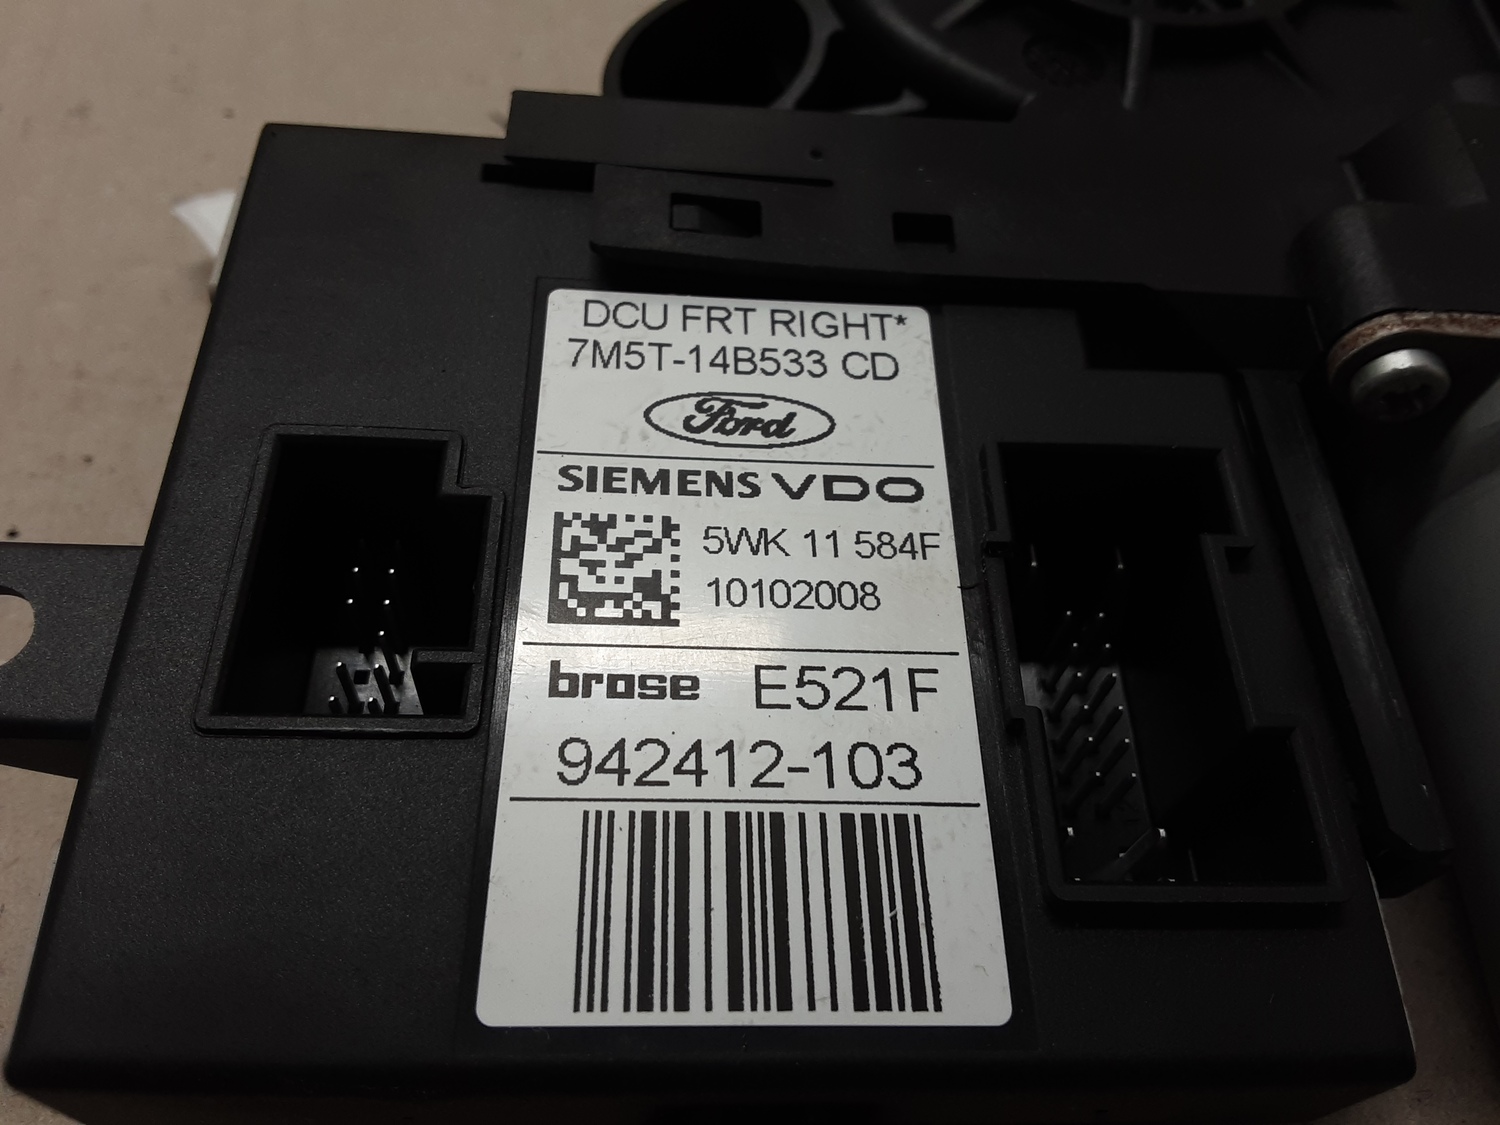 DCU FRT RIGHT*
7M5T-14B533 CD
Ford
SIEMENS VDO
5WK 11 584F
10102008
brose E521F
942412-103